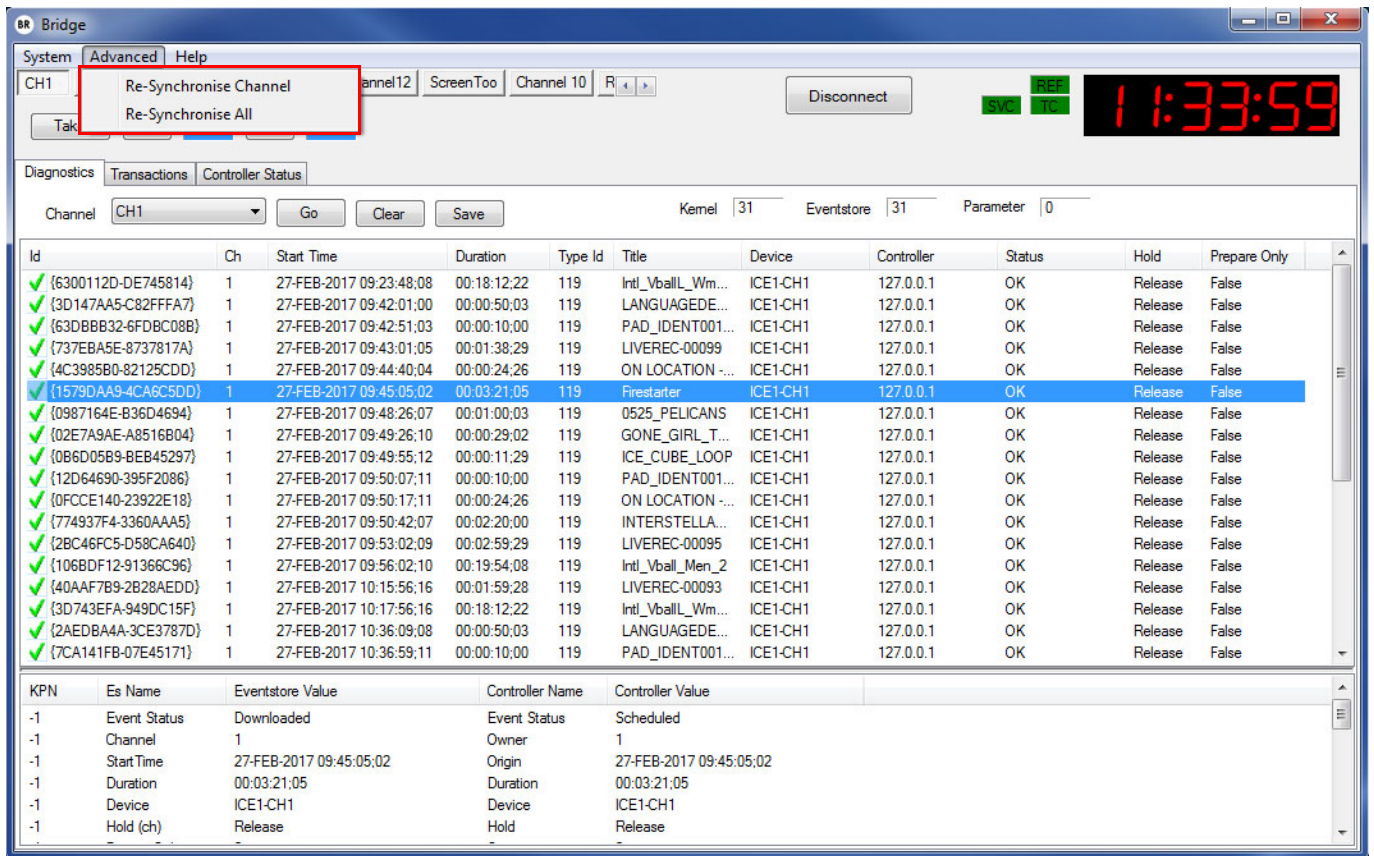 BR Bridge
System Advanced Help
CH1 annel12 ScreenToo Channel 10 R
Re-Synchronise Channel
Re-Synchronise All
Disconnect
REF
SVC TC
11:33:59
Tak
Diagnostics Transactions Controller Status
Channel CH1 Go Clear Save Kernel 31 Eventstore 31 Parameter 0
Id Ch Start Time Duration Type Id Title Device Controller Status Hold Prepare Only
{6300112D-DE745814} 1 27-FEB-2017 09:23:48;08 00:18:12;22 119 Intl_VballL_Wm... ICE1-CH1 127.0.0.1 OK Release False
{3D147AA5-C82FFFA7} 1 27-FEB-2017 09:42:01;00 00:00:50;03 119 LANGUAGEDE... ICE1-CH1 127.0.0.1 OK Release False
{63DBBB32-6FDBC08B} 1 27-FEB-2017 09:42:51;03 00:00:10;00 119 PAD_IDENT001... ICE1-CH1 127.0.0.1 OK Release False
{737EBA5E-8737817A} 1 27-FEB-2017 09:43:01;05 00:01:38;29 119 LIVEREC-00099 ICE1-CH1 127.0.0.1 OK Release False
{4C3985B0-82125CDD} 1 27-FEB-2017 09:44:40;04 00:00:24;26 119 ON LOCATION -... ICE1-CH1 127.0.0.1 OK Release False
{1579DAA9-4CA6C5DD} 1 27-FEB-2017 09:45:05;02 00:03:21;05 119 Firestarter ICE1-CH1 127.0.0.1 OK Release False
{0987164E-B36D4694} 1 27-FEB-2017 09:48:26;07 00:01:00;03 119 0525_PELICANS ICE1-CH1 127.0.0.1 OK Release False
{02E7A9AE-A8516B04} 1 27-FEB-2017 09:49:26;10 00:00:29;02 119 GONE_GIRL_T... ICE1-CH1 127.0.0.1 OK Release False
{0B6D05B9-BEB45297} 1 27-FEB-2017 09:49:55;12 00:00:11;29 119 ICE_CUBE_LOOP ICE1-CH1 127.0.0.1 OK Release False
{12D64690-395F2086} 1 27-FEB-2017 09:50:07;11 00:00:10;00 119 PAD_IDENT001... ICE1-CH1 127.0.0.1 OK Release False
{0FCCE140-23922E18} 1 27-FEB-2017 09:50:17;11 00:00:24;26 119 ON LOCATION -... ICE1-CH1 127.0.0.1 OK Release False
{774937F4-3360AAA5} 1 27-FEB-2017 09:50:42;07 00:02:20;00 119 INTERSTELLA... ICE1-CH1 127.0.0.1 OK Release False
{2BC46FC5-D58CA640} 1 27-FEB-2017 09:53:02;09 00:02:59;29 119 LIVEREC-00095 ICE1-CH1 127.0.0.1 OK Release False
{106BDF12-91366C96} 1 27-FEB-2017 09:56:02;10 00:19:54;08 119 Intl_Vball_Men_2 ICE1-CH1 127.0.0.1 OK Release False
{40AAF7B9-2B28AEDD} 1 27-FEB-2017 10:15:56;16 00:01:59;28 119 LIVEREC-00093 ICE1-CH1 127.0.0.1 OK Release False
{3D743EFA-949DC15F} 1 27-FEB-2017 10:17:56;16 00:18:12;22 119 Intl_VballL_Wm... ICE1-CH1 127.0.0.1 OK Release False
{2AEDBA4A-3CE3787D} 1 27-FEB-2017 10:36:09;08 00:00:50;03 119 LANGUAGEDE... ICE1-CH1 127.0.0.1 OK Release False
{7CA141FB-07E45171} 1 27-FEB-2017 10:36:59;11 00:00:10;00 119 PAD_IDENT001... ICE1-CH1 127.0.0.1 OK Release False
KPN Es Name Eventstore Value Controller Name Controller Value
-1 Event Status Downloaded Event Status Scheduled
-1 Channel 1 Owner 1
-1 StartTime 27-FEB-2017 09:45:05;02 Origin 27-FEB-2017 09:45:05;02
-1 Duration 00:03:21;05 Duration 00:03:21;05
-1 Device ICE1-CH1 Device ICE1-CH1
-1 Hold (ch) Release Hold Release